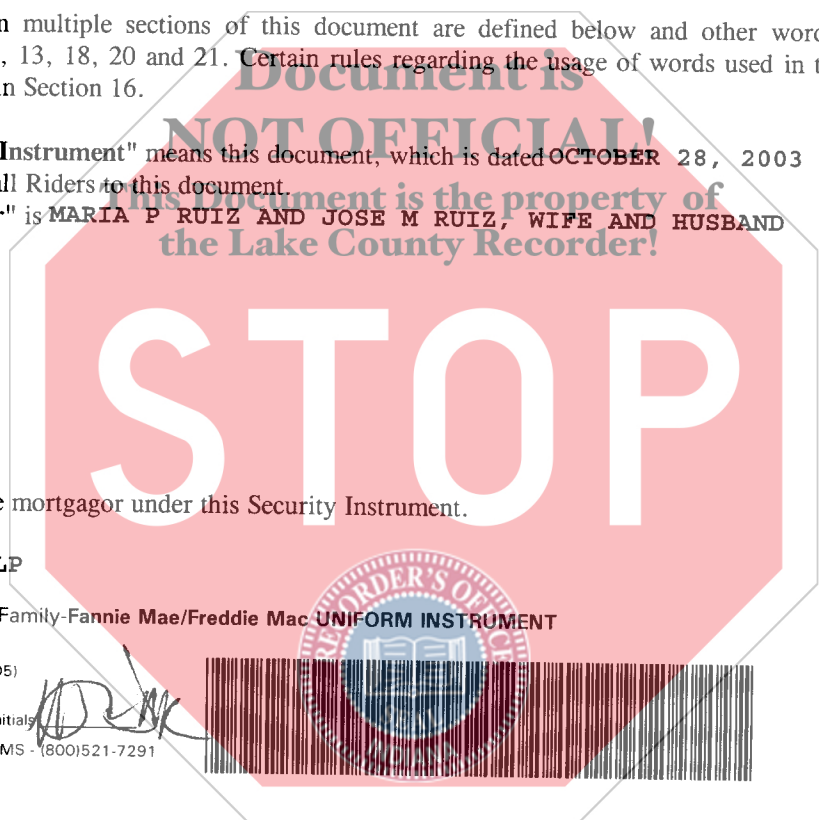 n multiple sections of this document are defined below and other word
, 13, 18, 20 and 21. Certain rules regarding the usage of words used in t
n Section 16.
Document is
NOT OFFICIAL!
Instrument" means this document, which is dated OCTOBER 28, 2003
ll Riders to this document.
This Document is the property of
" is MARIA P RUIZ AND JOSE M RUIZ, WIFE AND HUSBAND
the Lake County Recorder!
STOP
e mortgagor under this Security Instrument.
LP
RECORDER'S OFFICE
Family-Fannie Mae/Freddie Mac UNIFORM INSTRUMENT
05)
SEAL
nitials
INDIANA
MS - (800)521-7291